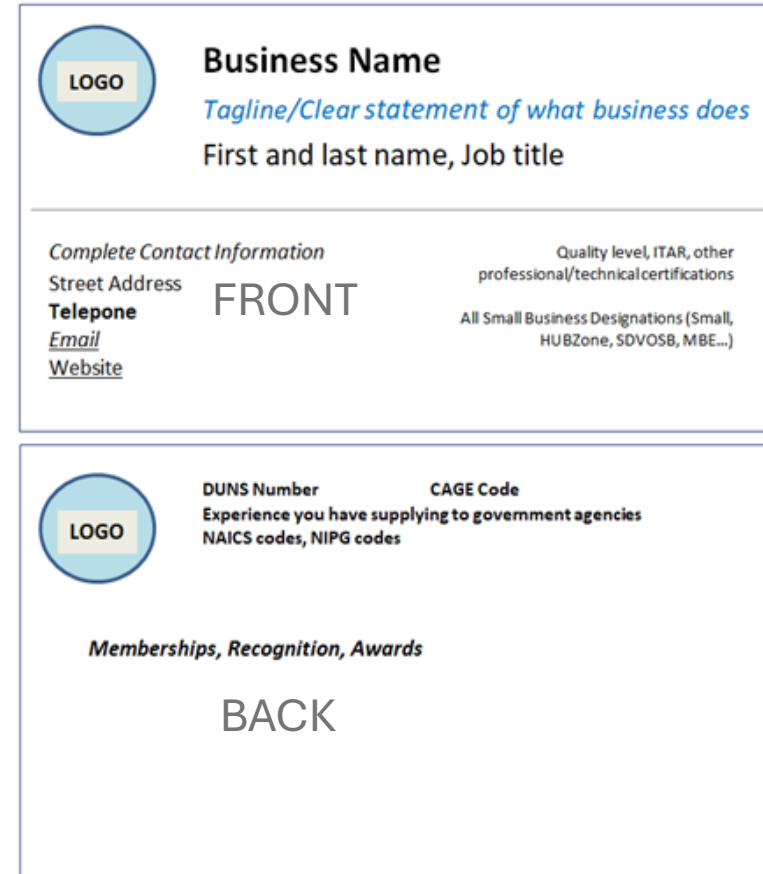 LOGO
Business Name
Tagline/Clear statement of what business does
First and last name, Job title
Complete Contact Information
Street Address
Telepone
Email
Website
FRONT
Quality level, ITAR, other
professional/technical certifications
All Small Business Designations (Small,
HUBZone, SDVOSB, MBE...)
LOGO
DUNS Number CAGE Code
Experience you have supplying to government agencies
NAICS codes, NIPG codes
Memberships, Recognition, Awards
BACK